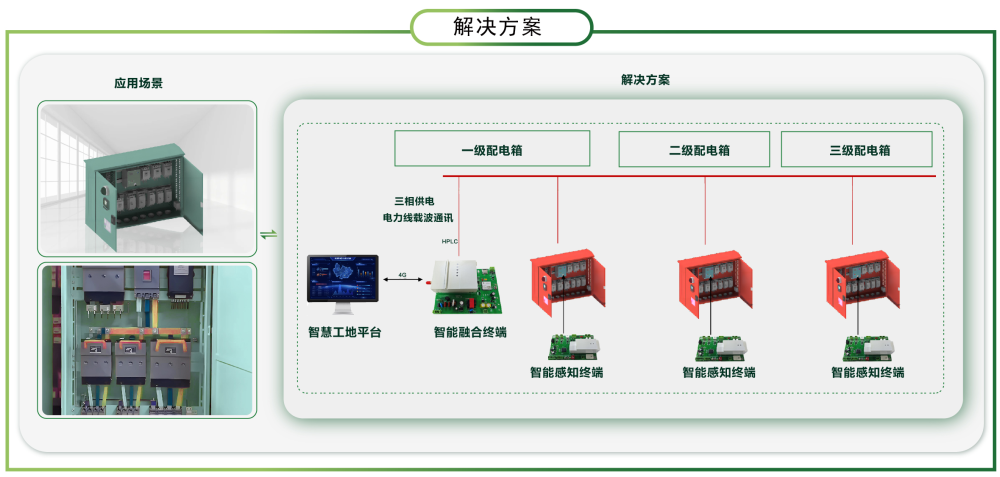 解决方案
应用场景
解决方案
一级配电箱
二级配电箱
三级配电箱
三相供电
电力线载波通讯
HPLC
4G
智慧工地平台
智能融合终端
智能感知终端
智能感知终端
智能感知终端